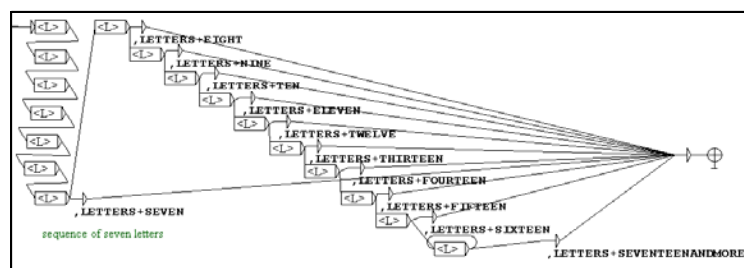 <L> <L>
,LETTERS+EIGHT
<L> <L>
,LETTERS+NINE
<L> <L>
,LETTERS+TEN
<L>
,LETTERS+ELEVEN
<L> <L>
,LETTERS+TWELVE
<L> <L>
,LETTERS+THIRTEEN
<L> <L>
,LETTERS+FOURTEEN
<L> <L>
,LETTERS+SEVEN ,LETTERS+FIFTEEN
<L>
,LETTERS+SIXTEEN
sequence of seven letters
<L> ,LETTERS+SEVENTEENANDMORE